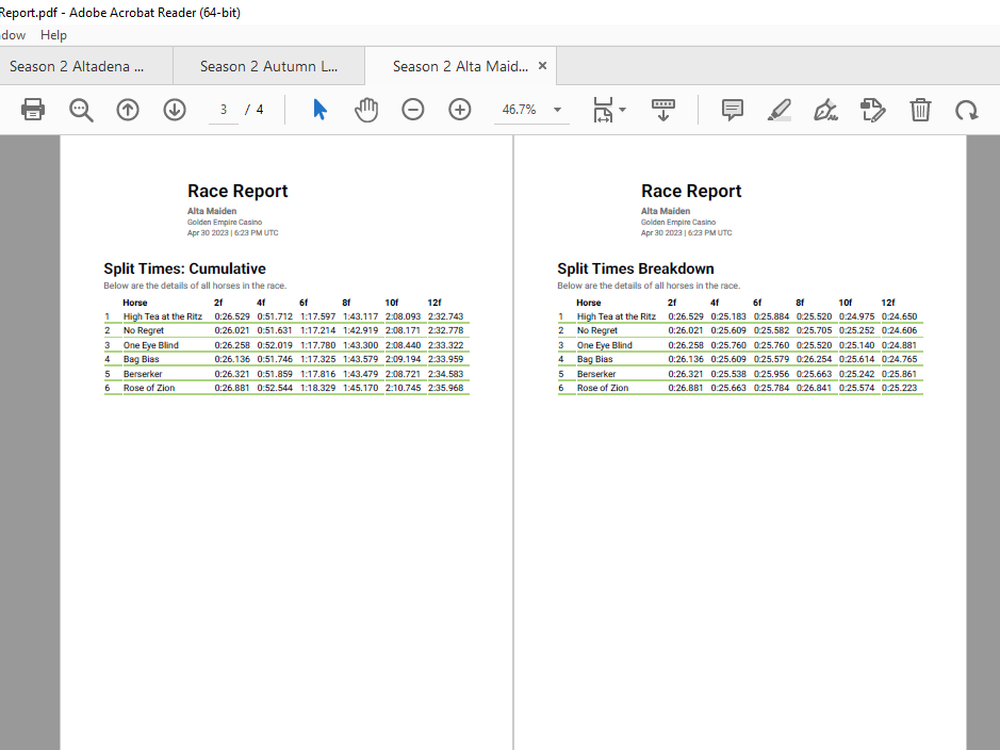 Report.pdf - Adobe Acrobat Reader (64-bit)
dow Help
Season 2 Altadena ... Season 2 Autumn L... Season 2 Alta Maid... ×
3 / 4 46.7%
Race Report
Alta Maiden
Golden Empire Casino
Apr 30 2023 | 6:23 PM UTC
Split Times: Cumulative
Below are the details of all horses in the race.
Horse 2f 4f 6f 8f 10f 12f
1 High Tea at the Ritz 0:26.529 0:51.712 1:17.597 1:43.117 2:08.093 2:32.743
2 No Regret 0:26.021 0:51.631 1:17.214 1:42.919 2:08.171 2:32.778
3 One Eye Blind 0:26.258 0:52.019 1:17.780 1:43.300 2:08.440 2:33.322
4 Bag Bias 0:26.136 0:51.746 1:17.325 1:43.579 2:09.194 2:33.959
5 Berserker 0:26.321 0:51.859 1:17.816 1:43.479 2:08.721 2:34.583
6 Rose of Zion 0:26.881 0:52.544 1:18.329 1:45.170 2:10.745 2:35.968
Race Report
Alta Maiden
Golden Empire Casino
Apr 30 2023 | 6:23 PM UTC
Split Times Breakdown
Below are the details of all horses in the race.
Horse 2f 4f 6f 8f 10f 12f
1 High Tea at the Ritz 0:26.529 0:25.183 0:25.884 0:25.520 0:24.975 0:24.650
2 No Regret 0:26.021 0:25.609 0:25.582 0:25.705 0:25.252 0:24.606
3 One Eye Blind 0:26.258 0:25.760 0:25.760 0:25.520 0:25.140 0:24.881
4 Bag Bias 0:26.136 0:25.609 0:25.579 0:26.254 0:25.614 0:24.765
5 Berserker 0:26.321 0:25.538 0:25.956 0:25.663 0:25.242 0:25.861
6 Rose of Zion 0:26.881 0:25.663 0:25.784 0:26.841 0:25.574 0:25.223